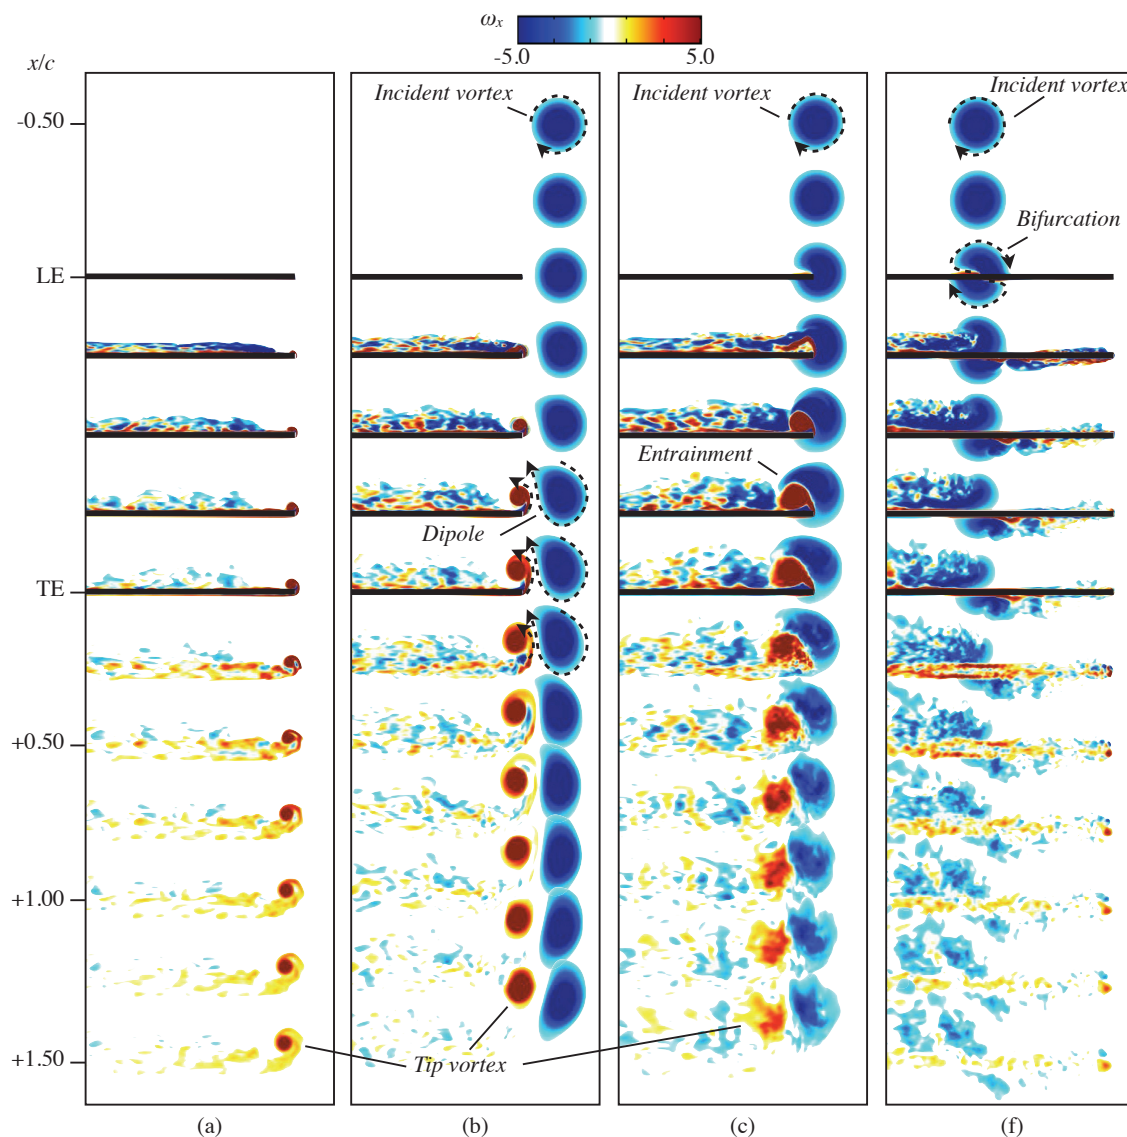 ωx
-5.0 5.0
x/c
Incident vortex
Incident vortex
Incident vortex
-0.50
Bifurcation
LE
Entrainment
Dipole
TE
+0.50
+1.00
+1.50
Tip vortex
(a) (b) (c) (f)